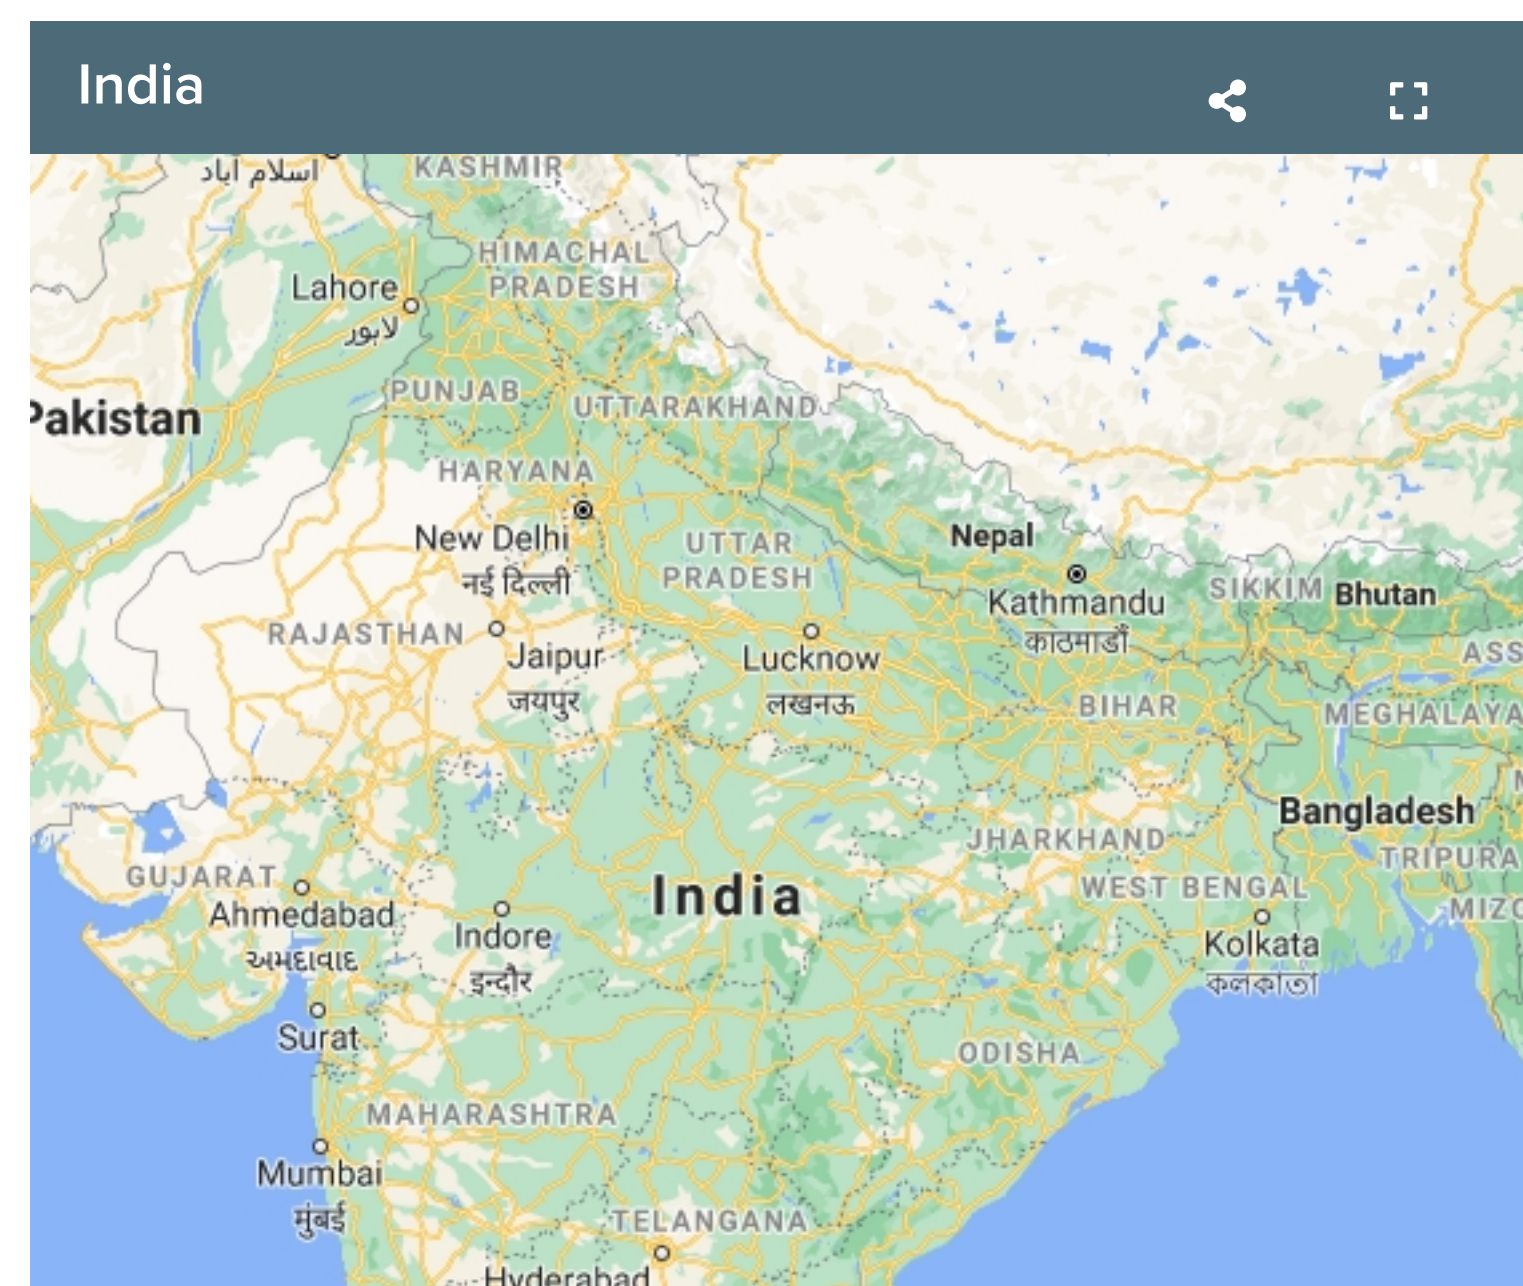 India
KASHMIR
اسلام آباد
HIMACHAL
PRADESH
Lahore
لاہور
PUNJAB
UTTARAKHAND
Pakistan
HARYANA
New Delhi
नई दिल्ली
UTTAR
PRADESH
Nepal
Kathmandu
काठमाडौँ
SIKKIM
Bhutan
RAJASTHAN
Jaipur
जयपुर
Lucknow
लखनऊ
ASS
BIHAR
MEGHALAYA
Bangladesh
JHARKHAND
TRIPURA
GUJARAT
Ahmedabad
અમદાવાદ
India
WEST BENGAL
MIZO
Indore
इन्दौर
Kolkata
কলকাতা
Surat
ODISHA
MAHARASHTRA
Mumbai
मुंबई
TELANGANA
Hyderabad